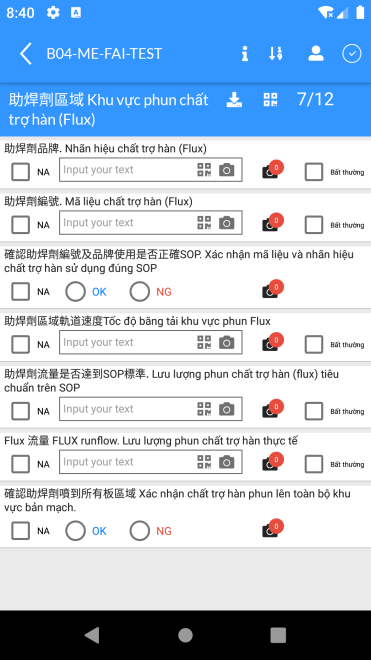 8:40
B04-ME-FAI-TEST
助焊劑區域 Khu vực phun chất
trợ hàn (Flux)
7/12
助焊劑品牌. Nhãn hiệu chất trợ hàn (Flux)
NA Input your text 0 Bất thường
助焊劑編號. Mã liệu chất trợ hàn (Flux)
NA Input your text 0 Bất thường
確認助焊劑編號及品牌使用是否正確SOP. Xác nhận mã liệu và nhãn hiệu
chất trợ hàn sử dụng đúng SOP
NA OK NG 0
助焊劑區域軌道速度Tốc độ băng tải khu vực phun Flux
NA Input your text 0 Bất thường
助焊劑流量是否達到SOP標準. Lưu lượng phun chất trợ hàn (flux) tiêu
chuẩn trên SOP
NA Input your text 0 Bất thường
Flux 流量 FLUX runflow. Lưu lượng phun chất trợ hàn thực tế
NA Input your text 0 Bất thường
確認助焊劑噴到所有板區域 Xác nhận chất trợ hàn phun lên toàn bộ khu
vực bản mạch.
NA OK NG 0